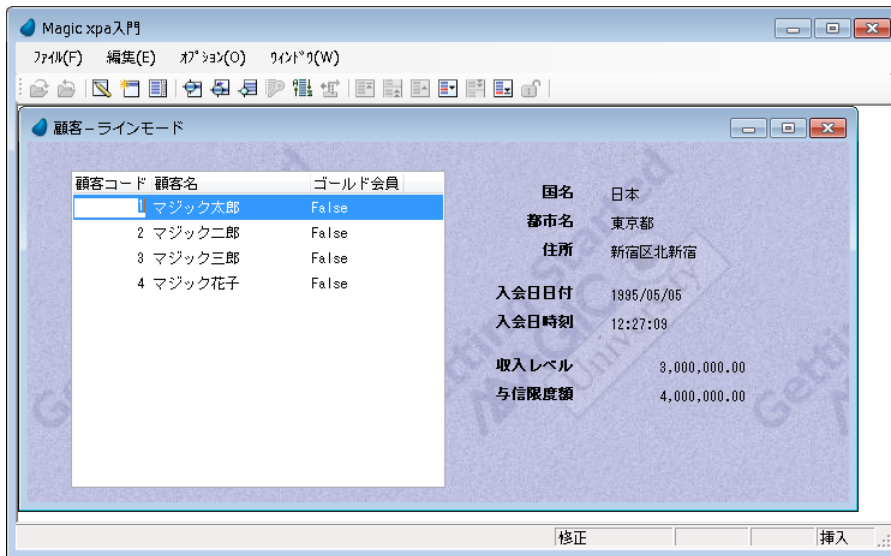 Magic xpa入門
ファイル(F) 編集(E) オプション(O) ウィンドウ(W)
顧客－ラインモード
顧客コード 顧客名 ゴールド会員
1 マジック太郎 False
2 マジック二郎 False
3 マジック三郎 False
4 マジック花子 False
国名 日本
都市名 東京都
住所 新宿区北新宿
入会日日付 1995/05/05
入会日時刻 12:27:09
収入レベル 3,000,000.00
与信限度額 4,000,000.00
Getting Started
MAGIC
University
修正 挿入